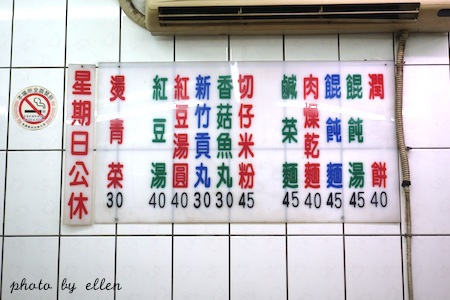 潤餅 40
餛飩湯 45
餛飩麵 45
肉燥乾麵 40
鹹菜麵 45
切仔米粉 45
香菇魚丸 30
新竹貢丸 30
紅豆湯圓 40
紅豆湯 40
燙青菜 30
星期日公休
photo by ellen